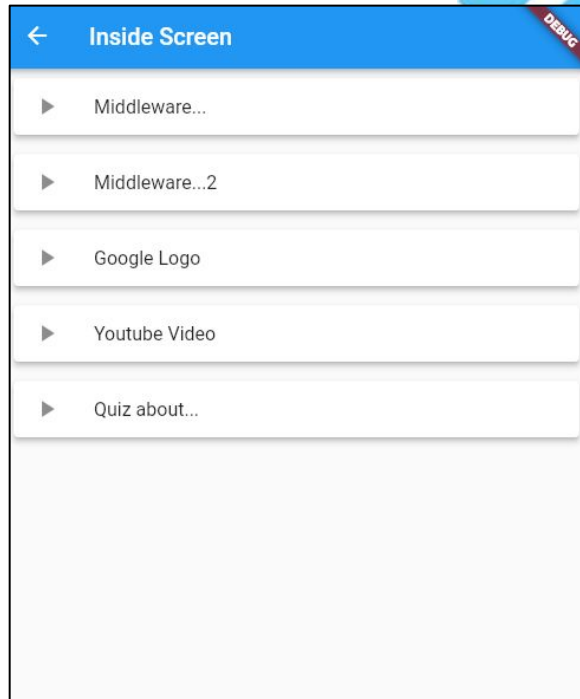 Inside Screen
DEBUG
Middleware...
Middleware...2
Google Logo
Youtube Video
Quiz about...